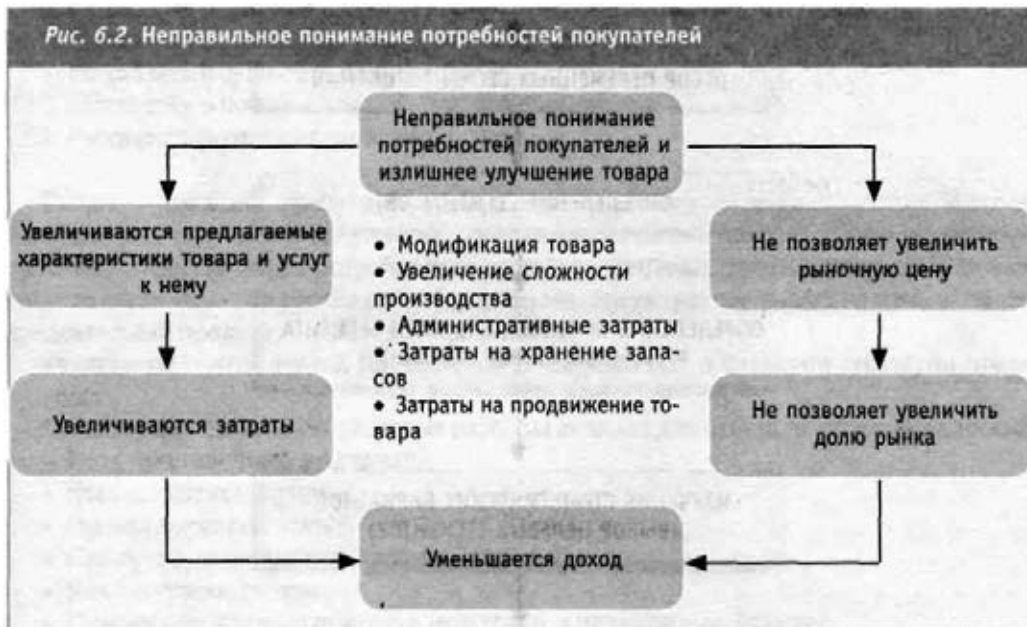 Рис. 6.2. Неправильное понимание потребностей покупателей
Неправильное понимание
потребностей покупателей и
излишнее улучшение товара
Увеличиваются предлагаемые
характеристики товара и услуг
к нему
• Модификация товара
• Увеличение сложности
производства
• Административные затраты
• Затраты на хранение запа-
сов
• Затраты на продвижение то-
вара
Не позволяет увеличить
рыночную цену
Увеличиваются затраты
Не позволяет увеличить
долю рынка
Уменьшается доход